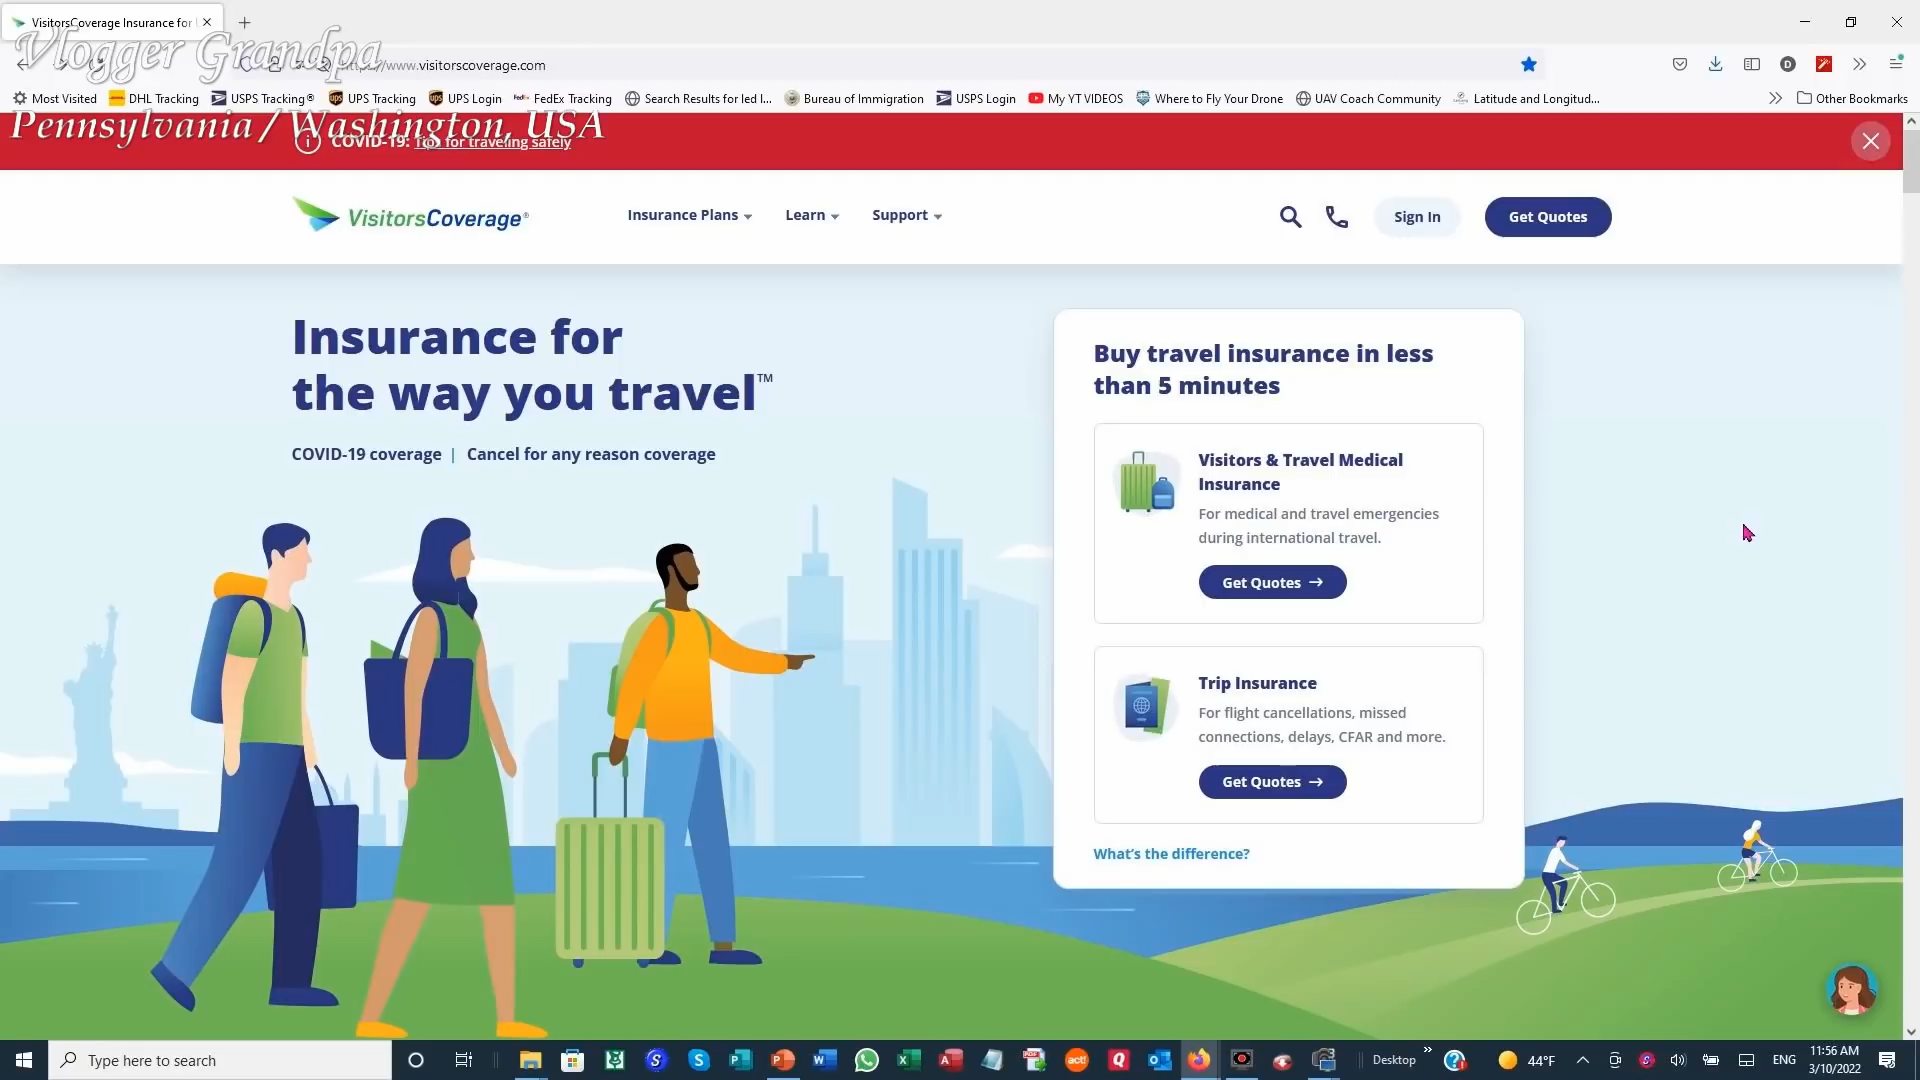 VisitorsCoverage Insurance for
Vlogger Grandpa
www.visitorscoverage.com
Most Visited
DHL Tracking
USPS Tracking®
UPS Tracking
UPS Login
FedEx Tracking
Search Results for led l...
Bureau of Immigration
USPS Login
My YT VIDEOS
Where to Fly Your Drone
UAV Coach Community
Latitude and Longitud...
Other Bookmarks
Pennsylvania / Washington, USA
COVID-19: Tips for traveling safely
VisitorsCoverage®
Insurance Plans
Learn
Support
Sign In
Get Quotes
Insurance for
the way you travel™
COVID-19 coverage | Cancel for any reason coverage
Buy travel insurance in less
than 5 minutes
Visitors & Travel Medical
Insurance
For medical and travel emergencies
during international travel.
Get Quotes →
Trip Insurance
For flight cancellations, missed
connections, delays, CFAR and more.
Get Quotes →
What's the difference?
Type here to search
Desktop
44°F
ENG
11:56 AM
3/10/2022